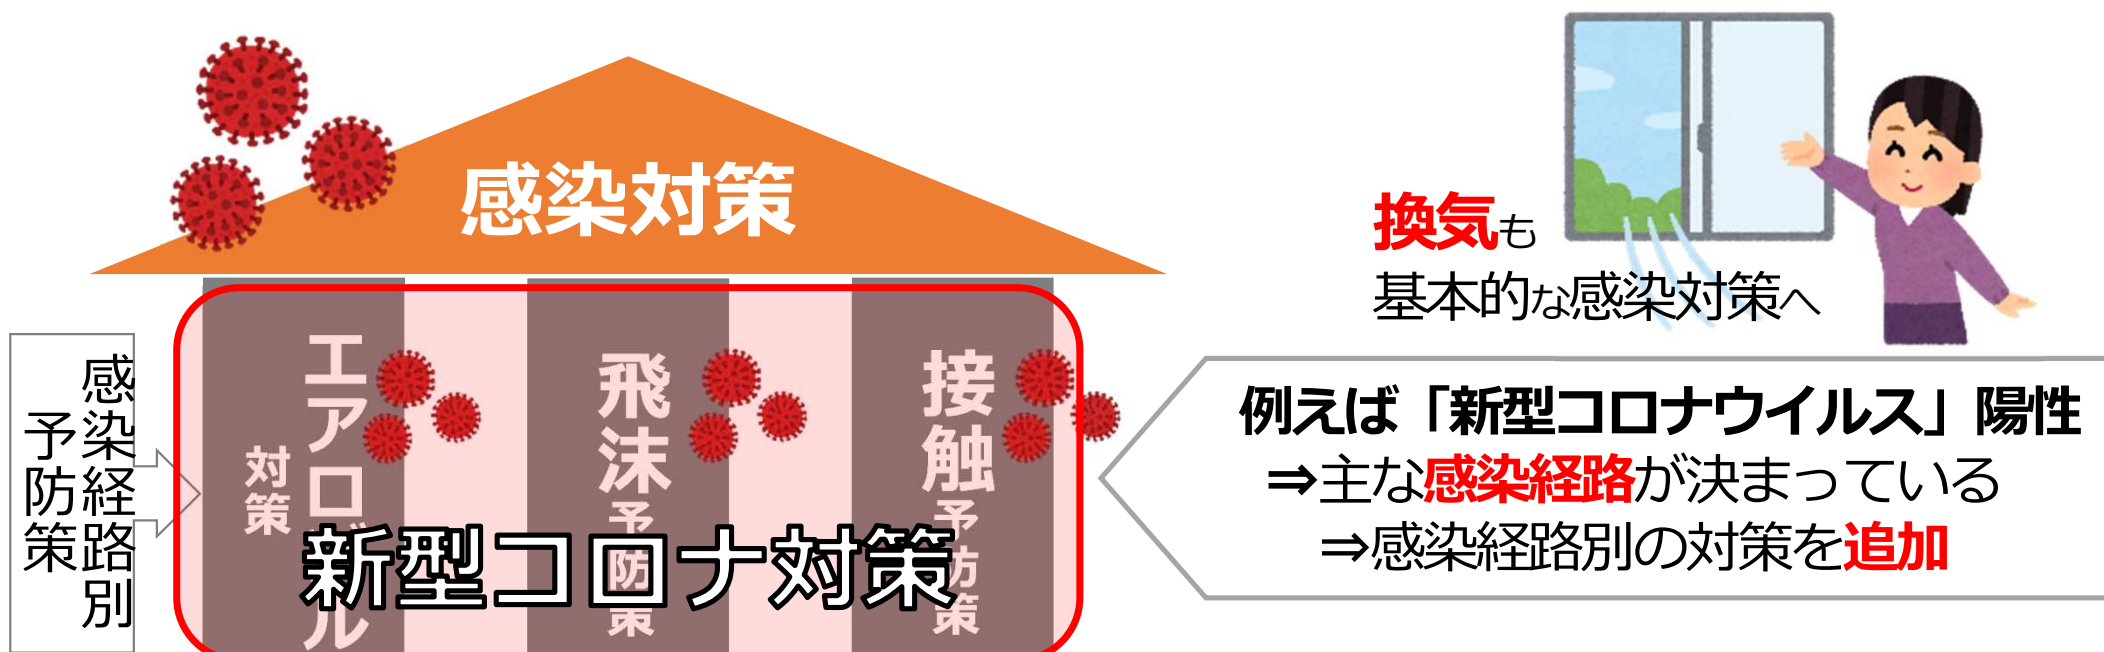 感染対策
換気も
基本的な感染対策へ
感染経路別
予防策
エアロゾル
対策
飛沫予防策
接触予防策
新型コロナ対策
例えば「新型コロナウイルス」陽性
⇒主な感染経路が決まっている
⇒感染経路別の対策を追加